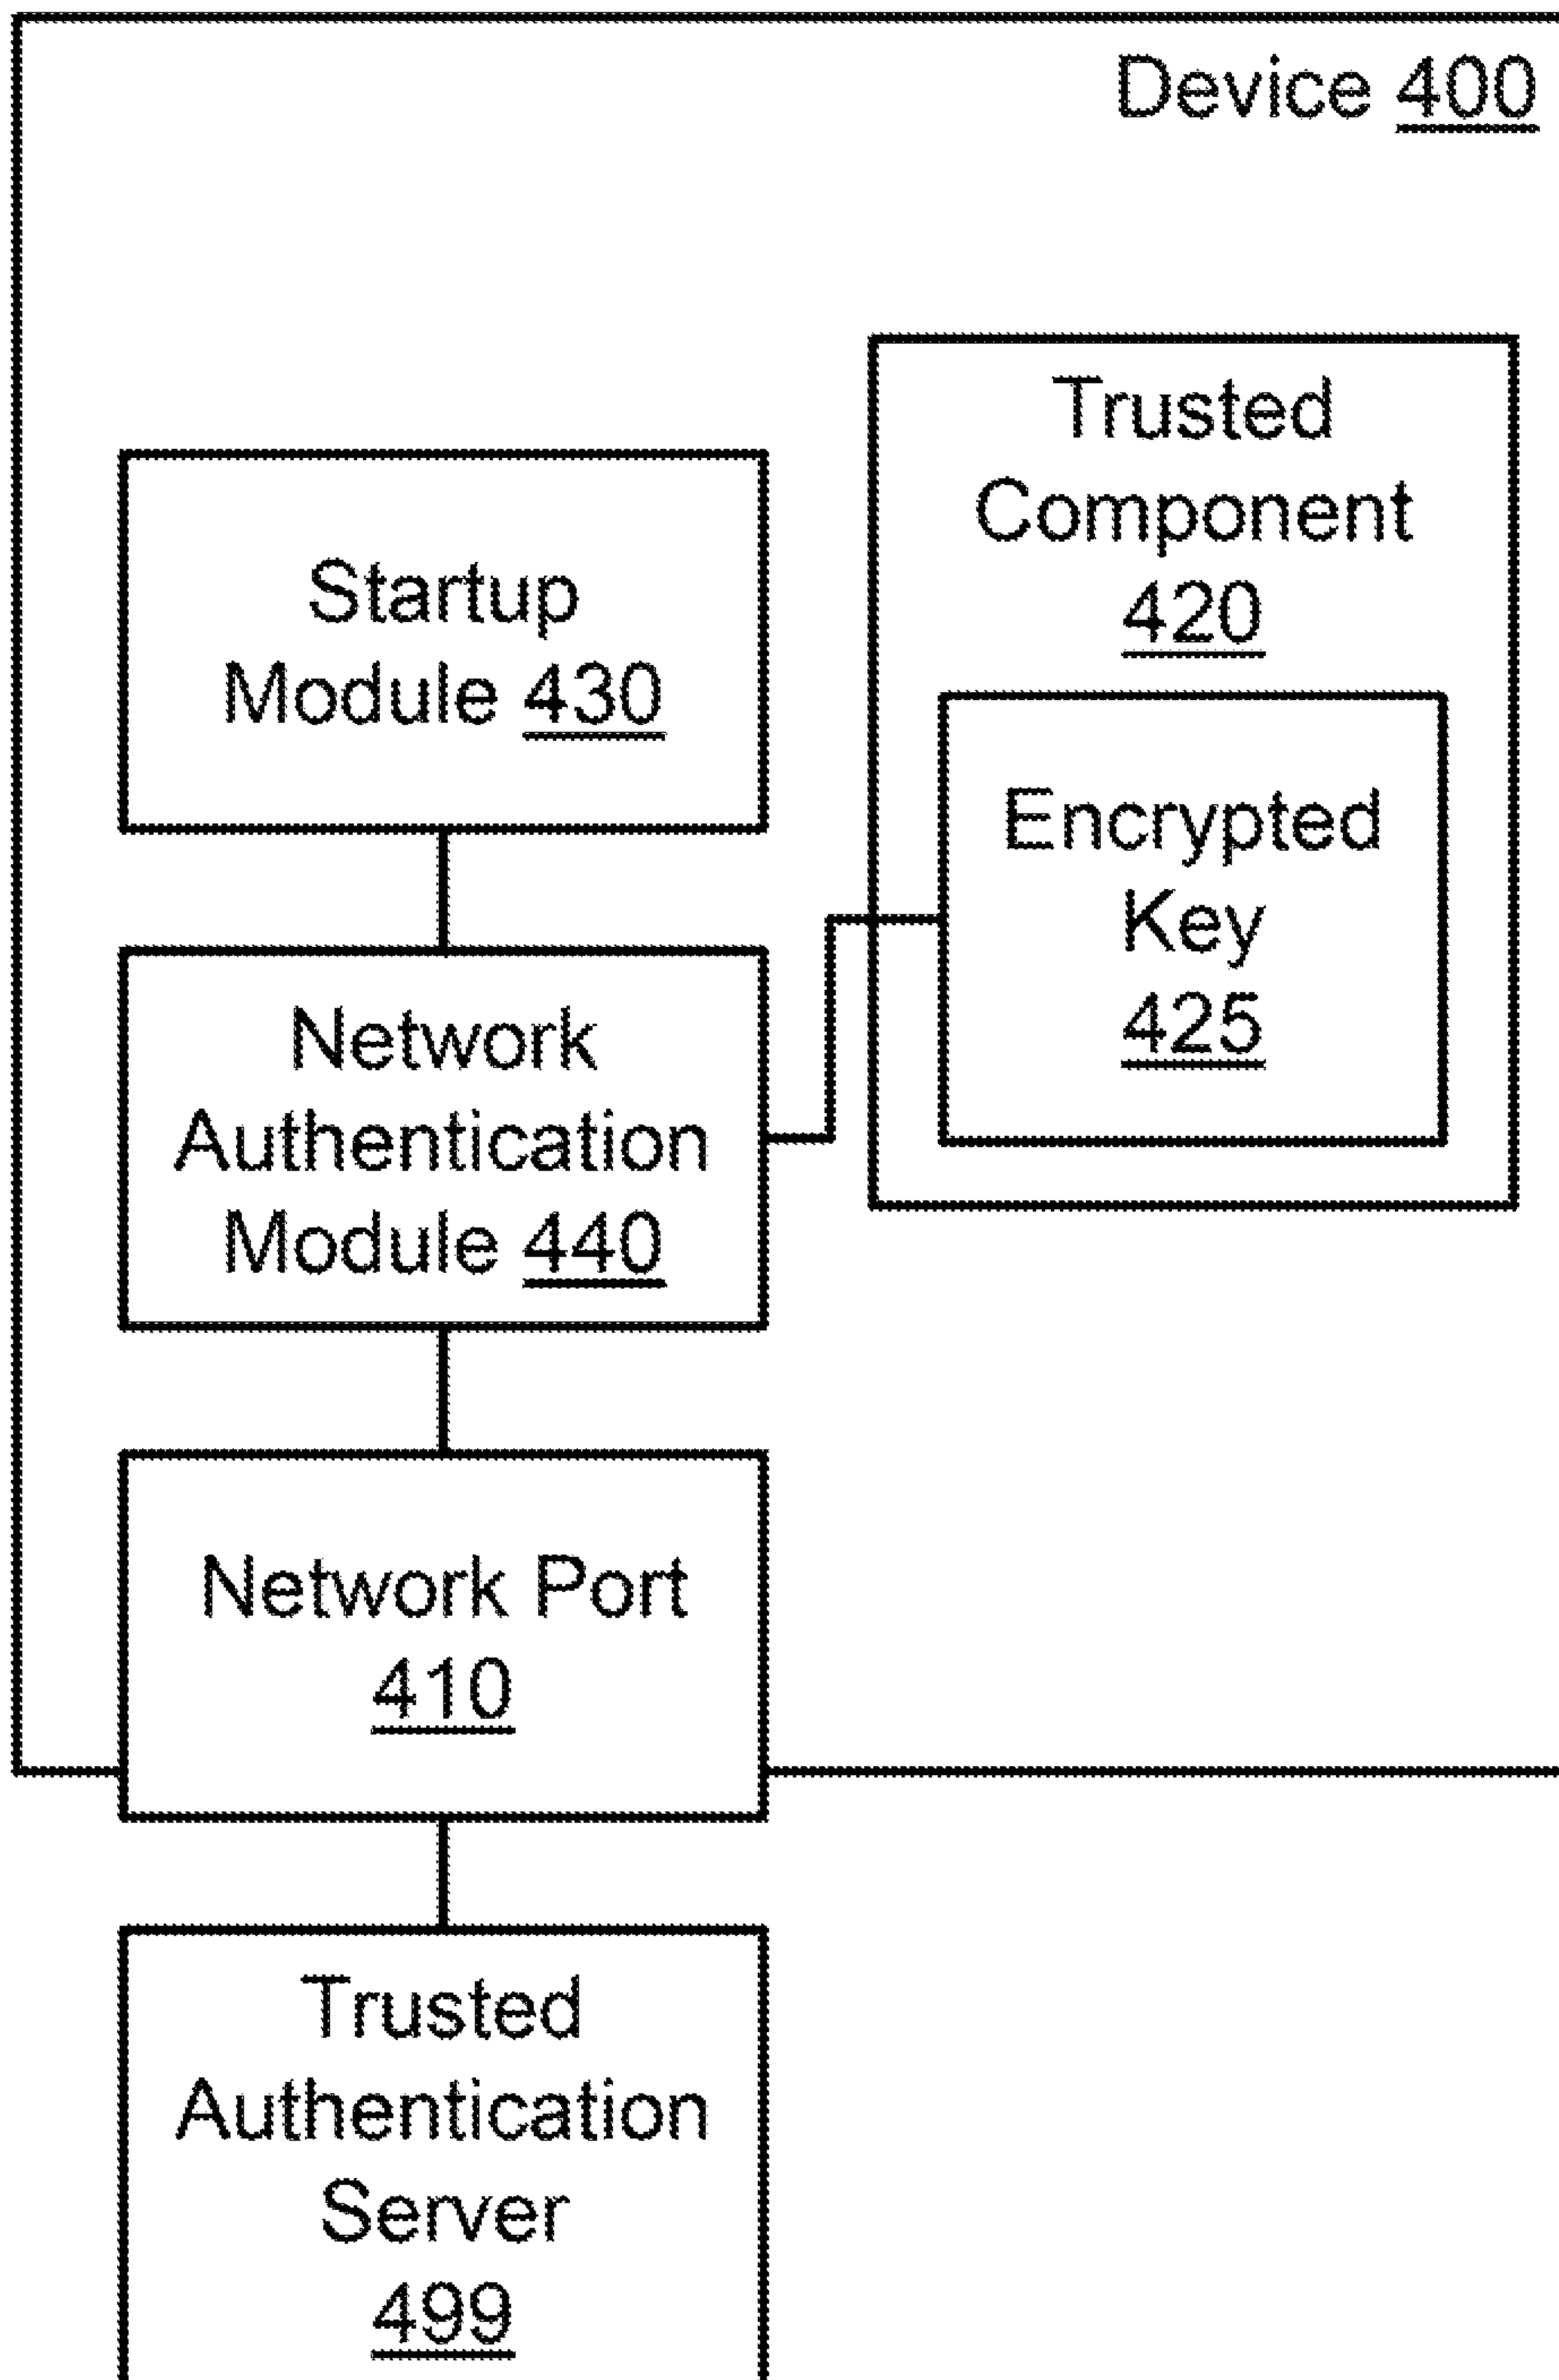 Device 400
Trusted
Component
420
Startup
Module 430
Encrypted
Key
425
Network
Authentication
Module 440
Network Port
410
Trusted
Authentication
Server
499